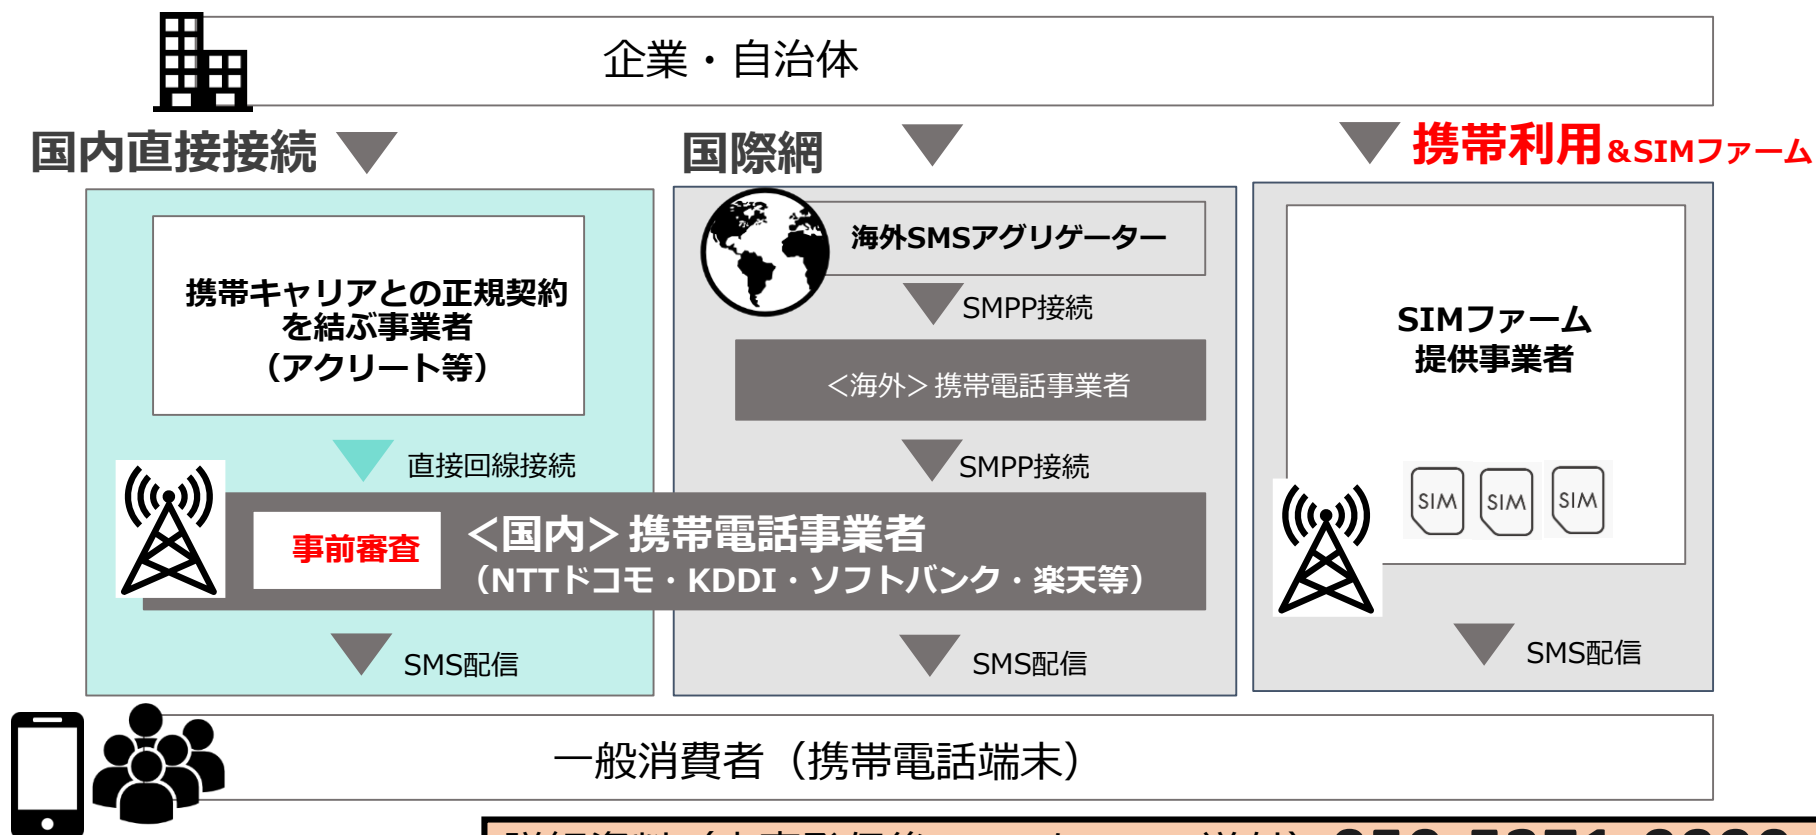 企業・自治体
国内直接接続
国際網
携帯利用&SIMファーム
携帯キャリアとの正規契約
を結ぶ事業者
（アクリート等）
直接回線接続
海外SMSアグリゲーター
SMPP接続
＜海外＞携帯電話事業者
SMPP接続
SIMファーム
提供事業者
SIM SIM SIM
事前審査
＜国内＞携帯電話事業者
（NTTドコモ・KDDI・ソフトバンク・楽天等）
SMS配信
SMS配信
SMS配信
一般消費者（携帯電話端末）